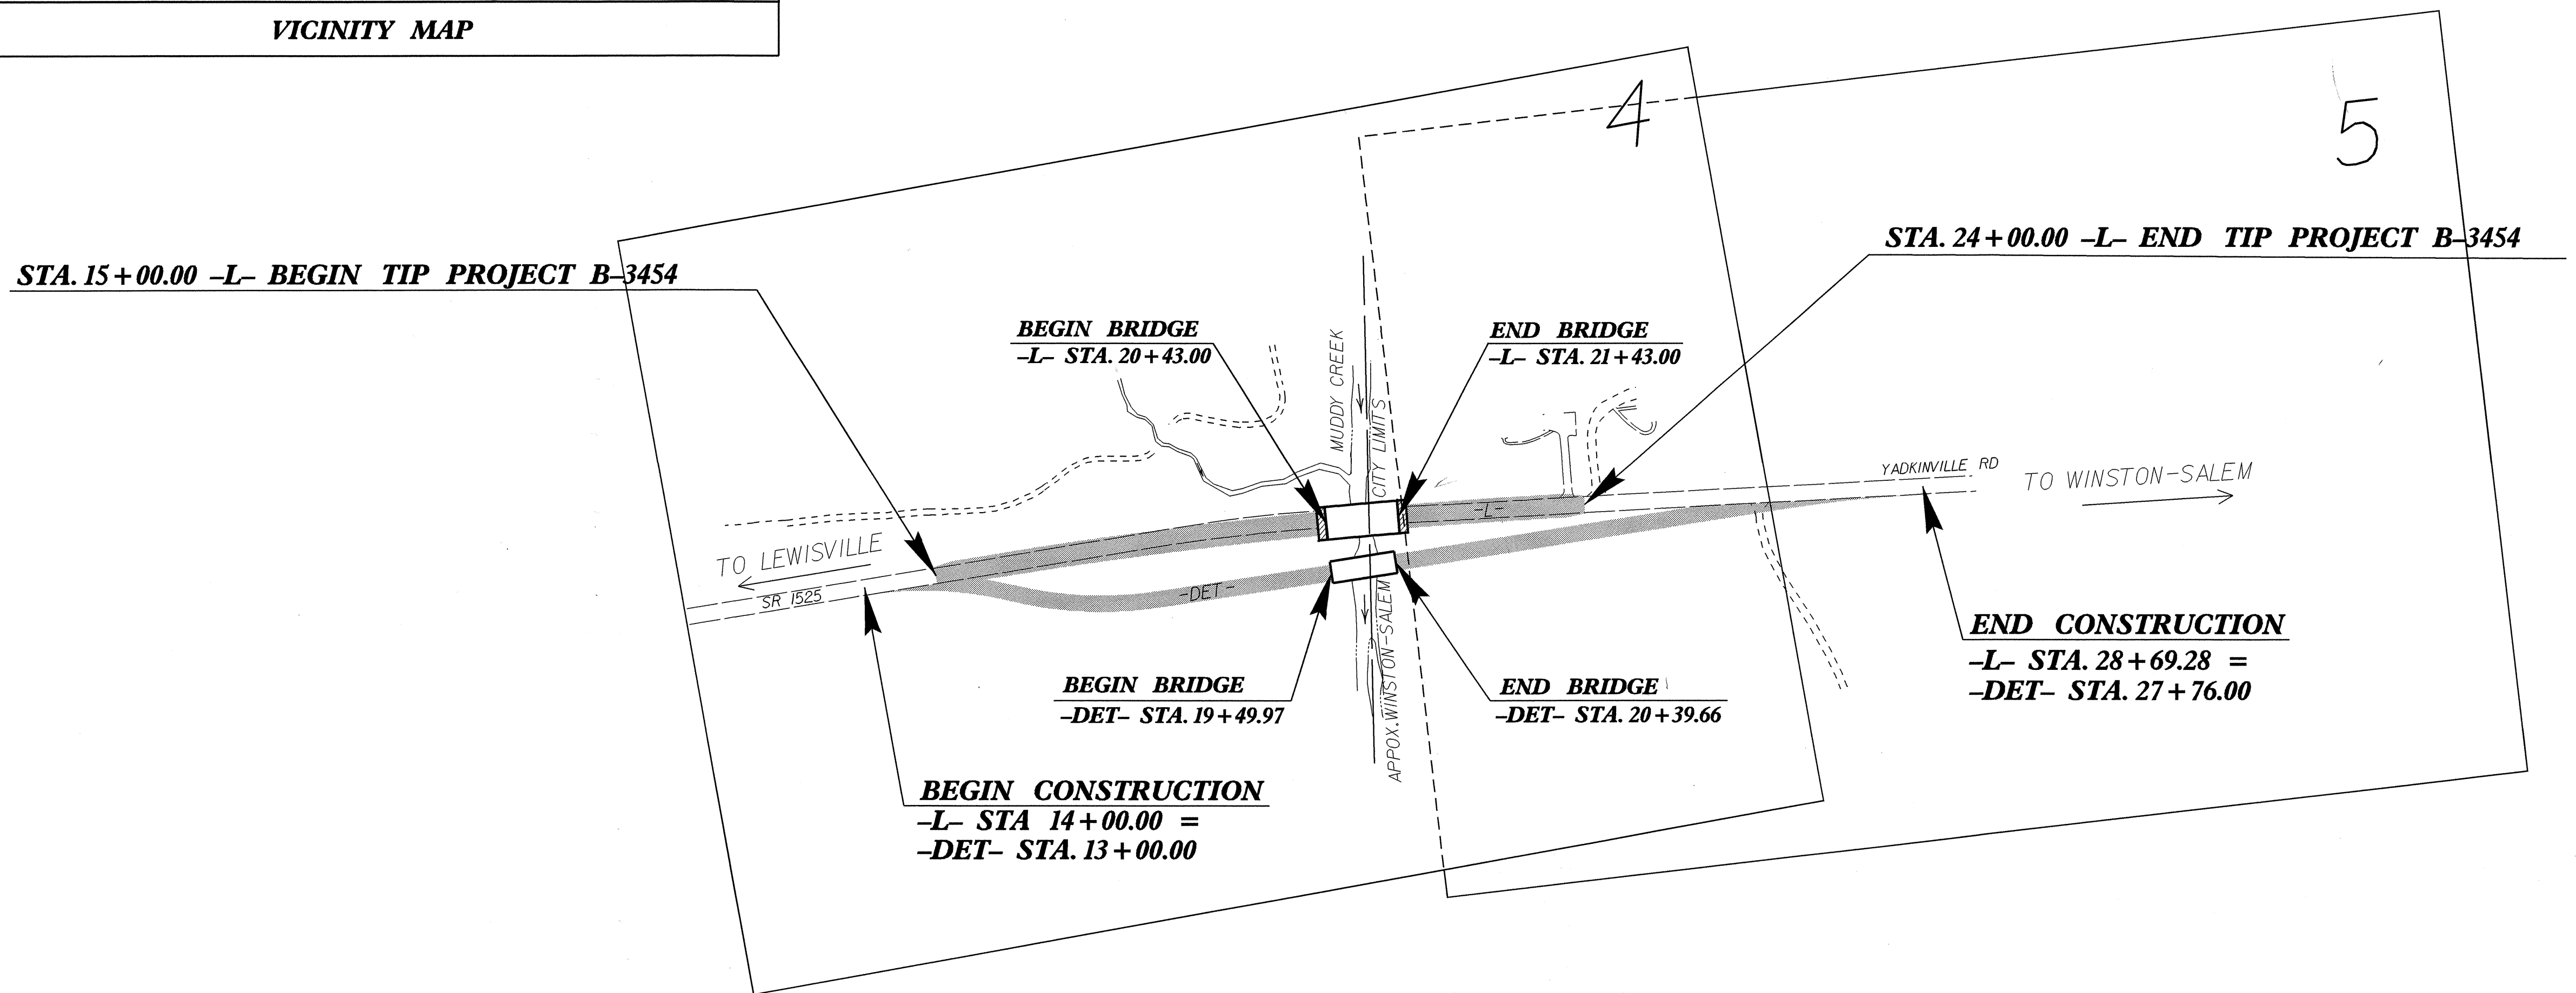 VICINITY MAP
4
5
STA. 15+00.00 –L– BEGIN TIP PROJECT B–3454
STA. 24+00.00 –L– END TIP PROJECT B–3454
BEGIN BRIDGE
–L– STA. 20+43.00
END BRIDGE
–L– STA. 21+43.00
MUDDY CREEK
CITY LIMITS
YADKINVILLE RD
TO WINSTON-SALEM
-L-
TO LEWISVILLE
SR 1525
-DET-
APPOX. WINSTON-SALEM
BEGIN BRIDGE
–DET– STA. 19+49.97
END BRIDGE
–DET– STA. 20+39.66
END CONSTRUCTION
–L– STA. 28+69.28 =
–DET– STA. 27+76.00
BEGIN CONSTRUCTION
–L– STA 14+00.00 =
–DET– STA. 13+00.00